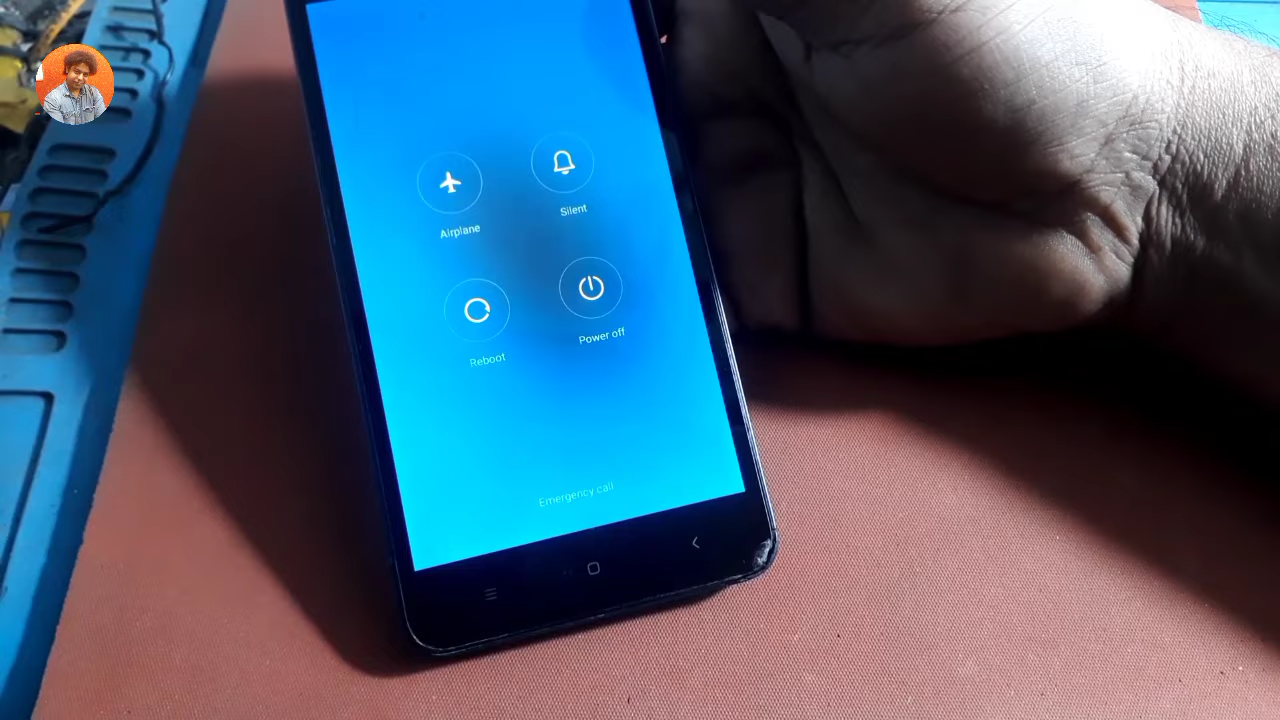 Airplane
Silent
Reboot
Power off
Emergency call